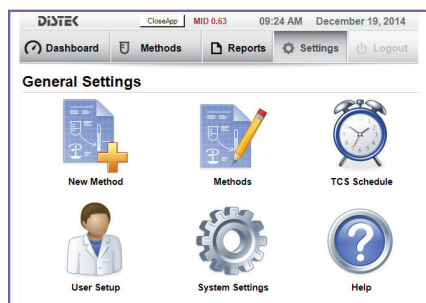 DiSTEK CloseApp MID 0.63 09:24 AM December 19, 2014
Dashboard Methods Reports Settings Logout
General Settings
New Method Methods TCS Schedule
User Setup System Settings Help